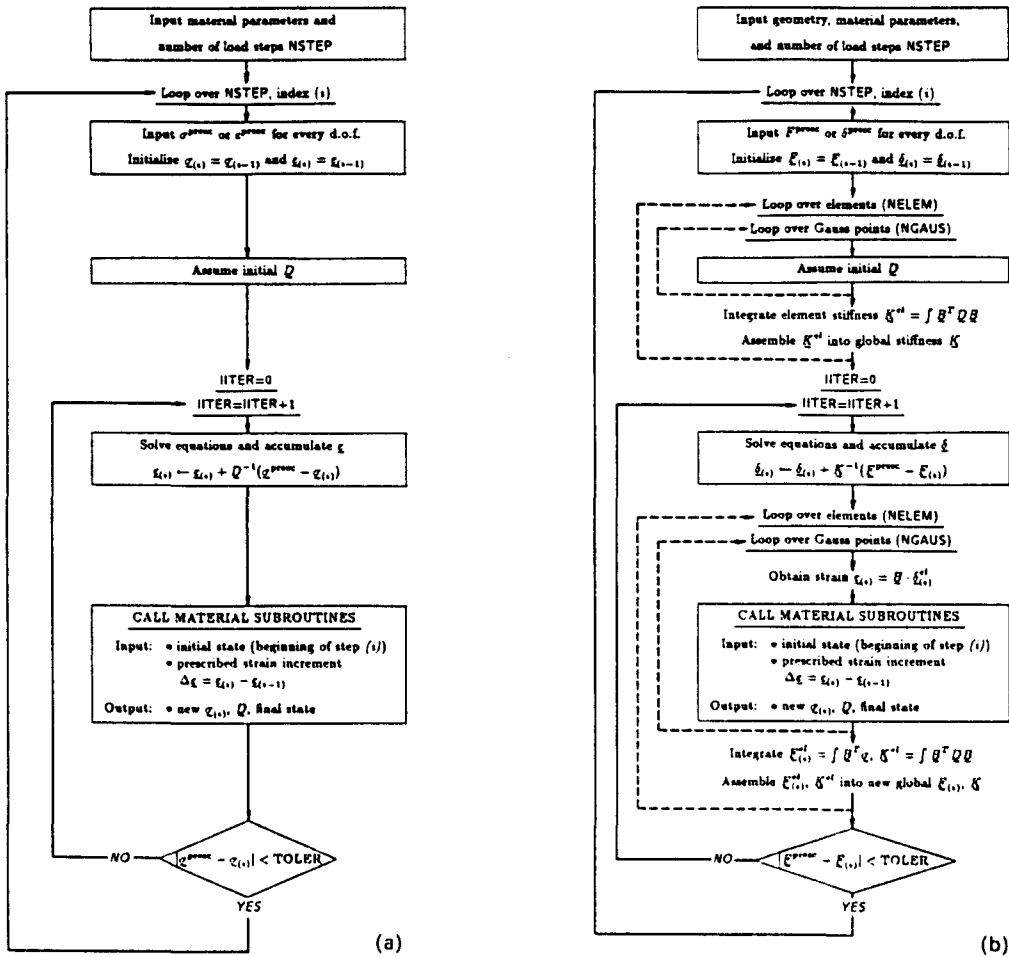 Input material parameters and
number of load steps NSTEP
Loop over NSTEP, index (i)
Input σᵖʳᵉˢᶜ or εᵖʳᵉˢᶜ for every d.o.f.
Initialise σ̰₍ᵢ₎ = σ̰₍ᵢ₋₁₎ and ε̰₍ᵢ₎ = ε̰₍ᵢ₋₁₎
Assume initial D̰
IITER=0
IITER=IITER+1
Solve equations and accumulate ε̰
ε̰₍ᵢ₎ ← ε̰₍ᵢ₎ + D̰⁻¹(σ̰ᵖʳᵉˢᶜ − σ̰₍ᵢ₎)
CALL MATERIAL SUBROUTINES
Input: • initial state (beginning of step (i))
• prescribed strain increment
Δε̰ = ε̰₍ᵢ₎ − ε̰₍ᵢ₋₁₎
Output: • new σ̰₍ᵢ₎, D̰, final state
NO
|σ̰ᵖʳᵉˢᶜ − σ̰₍ᵢ₎| < TOLER
YES
(a)
Input geometry, material parameters,
and number of load steps NSTEP
Loop over NSTEP, index (i)
Input Fᵖʳᵉˢᶜ or δᵖʳᵉˢᶜ for every d.o.f.
Initialise F̰₍ᵢ₎ = F̰₍ᵢ₋₁₎ and δ̰₍ᵢ₎ = δ̰₍ᵢ₋₁₎
Loop over elements (NELEM)
Loop over Gauss points (NGAUS)
Assume initial D̰
Integrate element stiffness K̰ᵉˡ = ∫ B̰ᵀ D̰ B̰
Assemble K̰ᵉˡ into global stiffness K̰
IITER=0
IITER=IITER+1
Solve equations and accumulate δ̰
δ̰₍ᵢ₎ ← δ̰₍ᵢ₎ + K̰⁻¹(F̰ᵖʳᵉˢᶜ − F̰₍ᵢ₎)
Loop over elements (NELEM)
Loop over Gauss points (NGAUS)
Obtain strain ε̰₍ᵢ₎ = B̰ · δ̰ᵉˡ₍ᵢ₎
CALL MATERIAL SUBROUTINES
Input: • initial state (beginning of step (i))
• prescribed strain increment
Δε̰ = ε̰₍ᵢ₎ − ε̰₍ᵢ₋₁₎
Output: • new σ̰₍ᵢ₎, D̰, final state
Integrate F̰ᵉˡ₍ᵢ₎ = ∫ B̰ᵀ σ̰, K̰ᵉˡ = ∫ B̰ᵀ D̰ B̰
Assemble F̰ᵉˡ₍ᵢ₎, K̰ᵉˡ into new global F̰₍ᵢ₎, K̰
NO
|F̰ᵖʳᵉˢᶜ − F̰₍ᵢ₎| < TOLER
YES
(b)